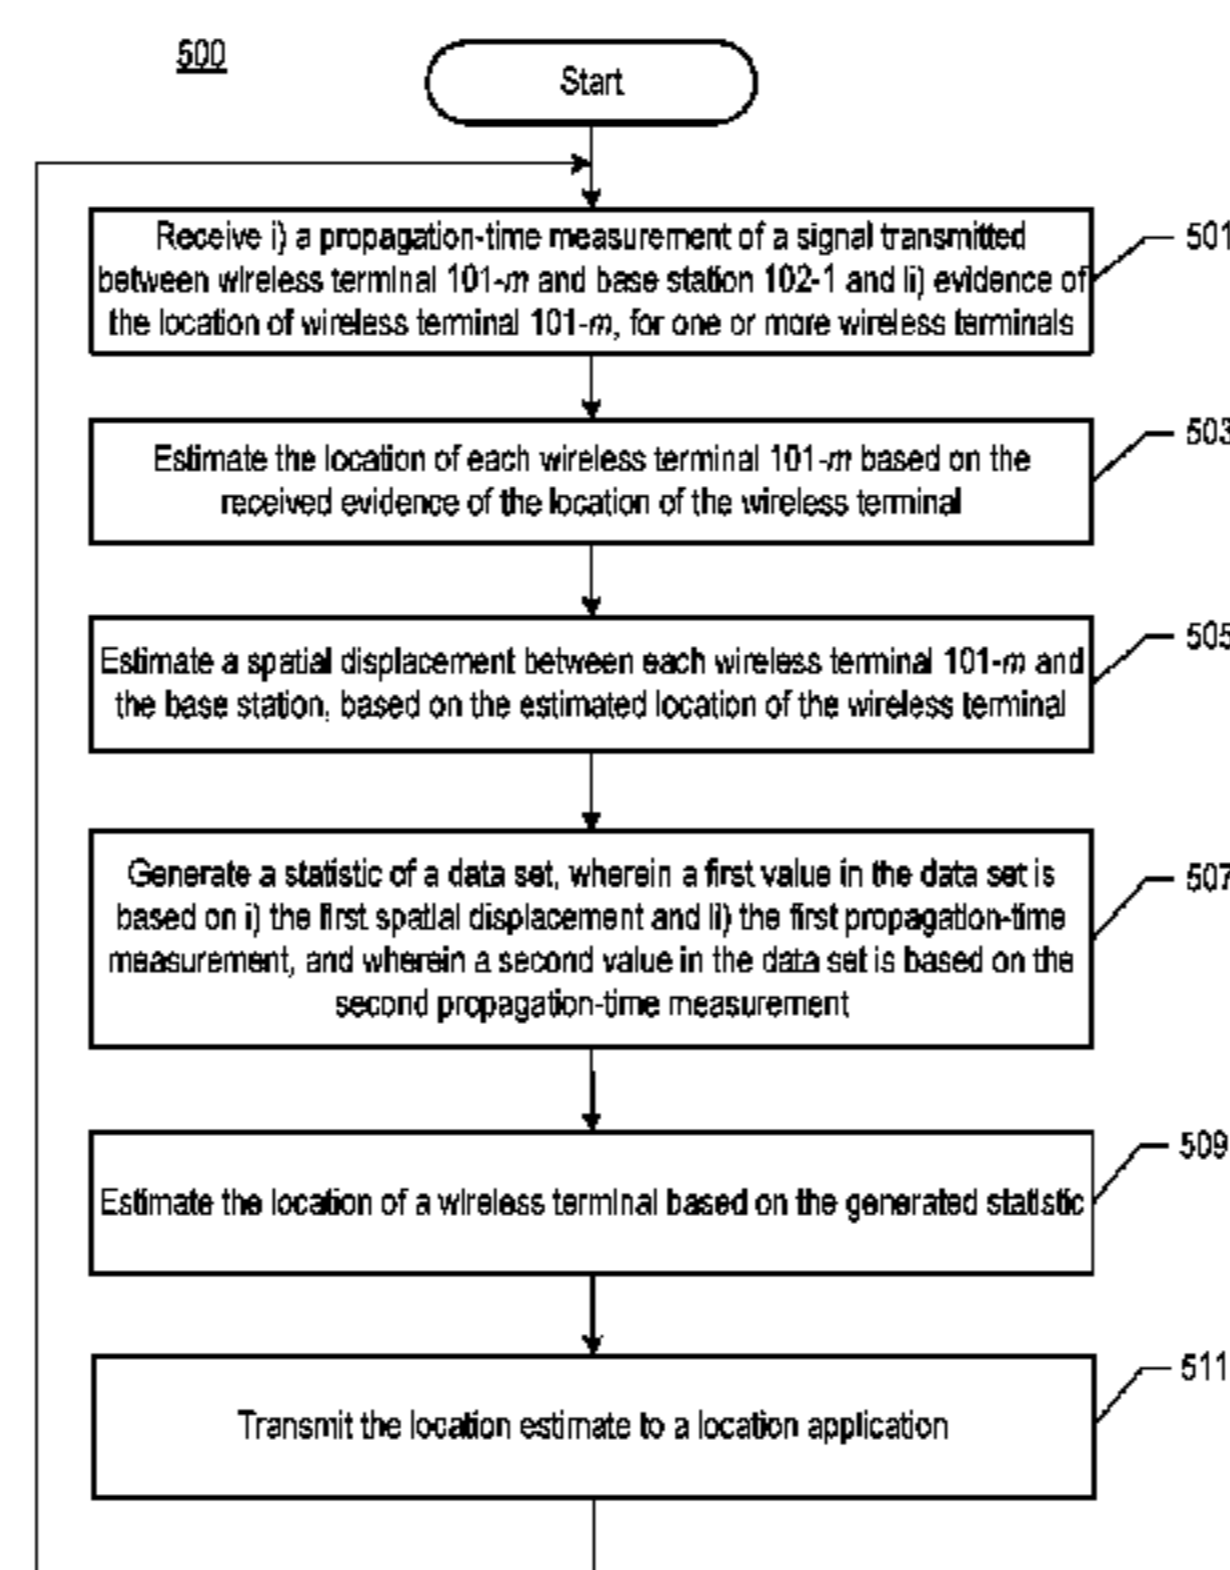 500
Start
Receive i) a propagation-time measurement of a signal transmitted
between wireless terminal 101-m and base station 102-1 and ii) evidence of
the location of wireless terminal 101-m, for one or more wireless terminals
501
Estimate the location of each wireless terminal 101-m based on the
received evidence of the location of the wireless terminal
503
Estimate a spatial displacement between each wireless terminal 101-m and
the base station, based on the estimated location of the wireless terminal
505
Generate a statistic of a data set, wherein a first value in the data set is
based on i) the first spatial displacement and ii) the first propagation-time
measurement, and wherein a second value in the data set is based on the
second propagation-time measurement
507
Estimate the location of a wireless terminal based on the generated statistic
509
Transmit the location estimate to a location application
511